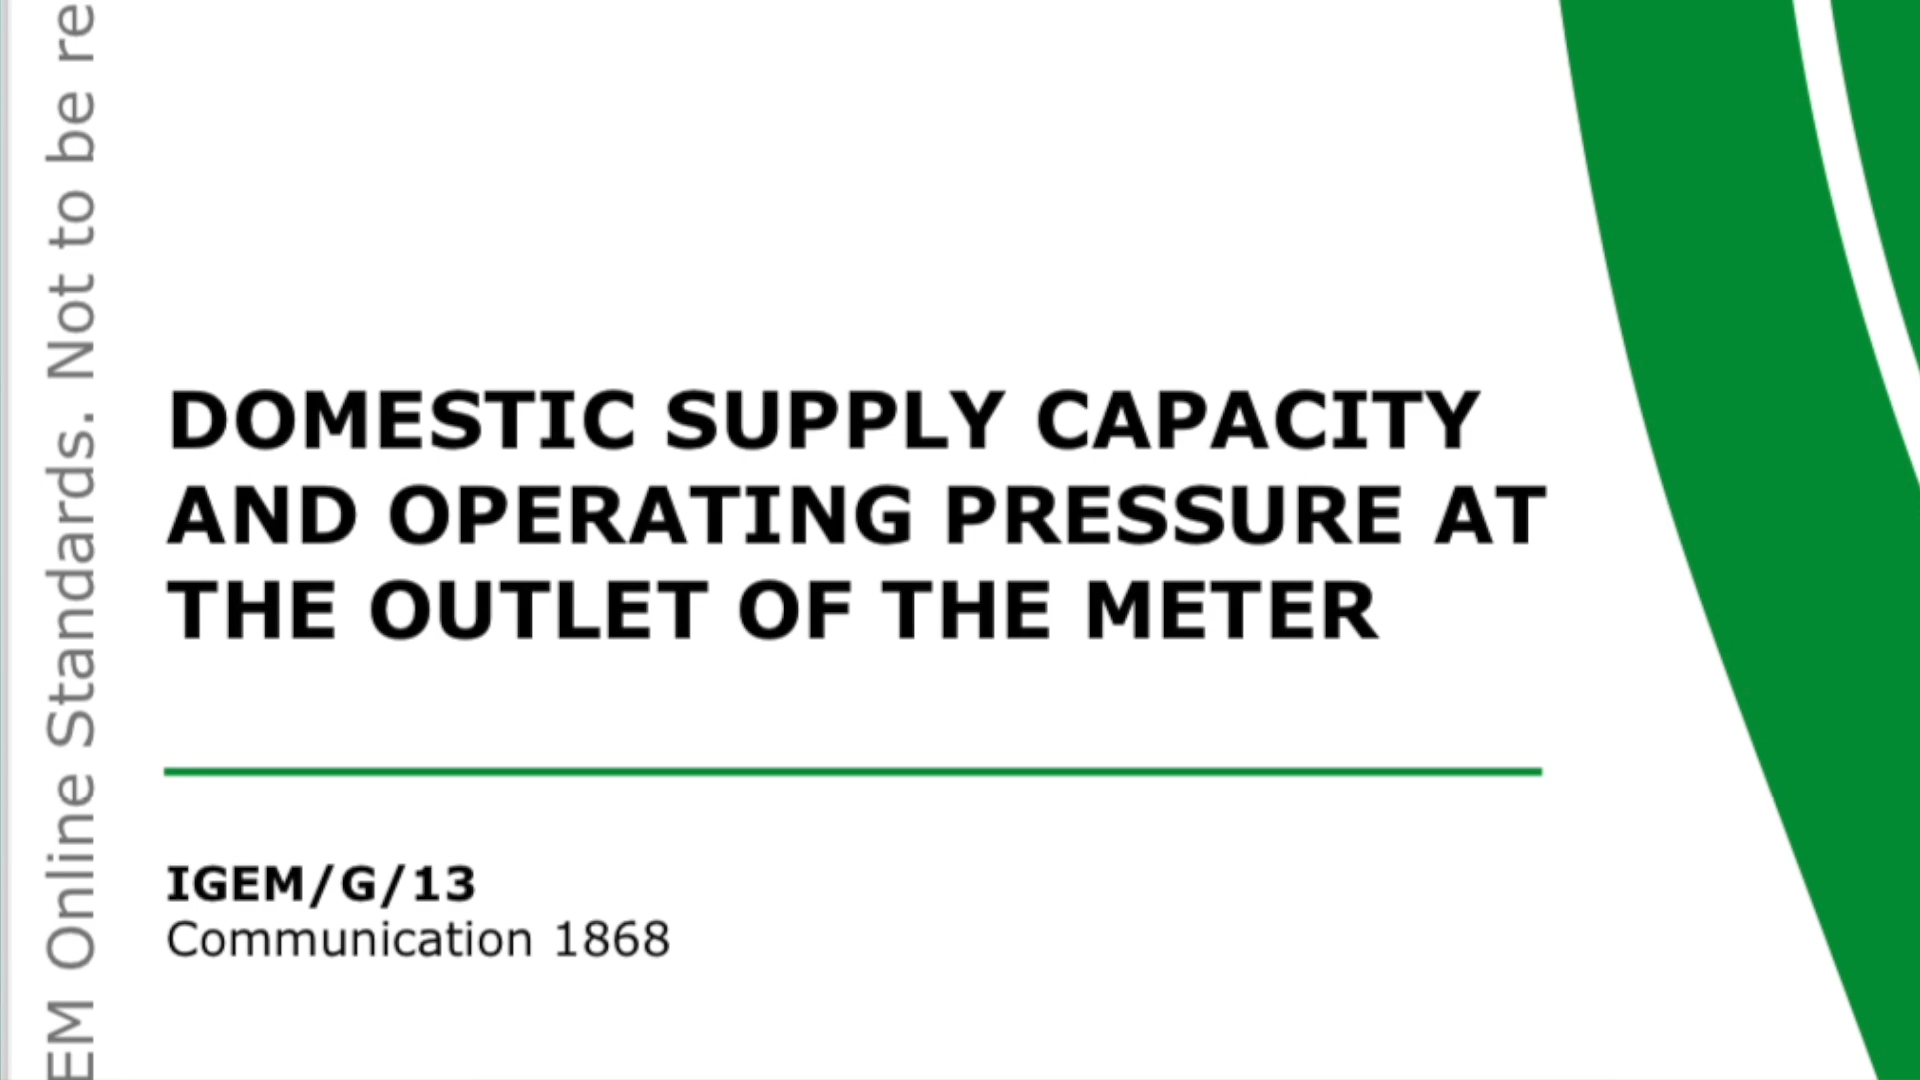 EM Online Standards. Not to be re
DOMESTIC SUPPLY CAPACITY
AND OPERATING PRESSURE AT
THE OUTLET OF THE METER
IGEM/G/13
Communication 1868